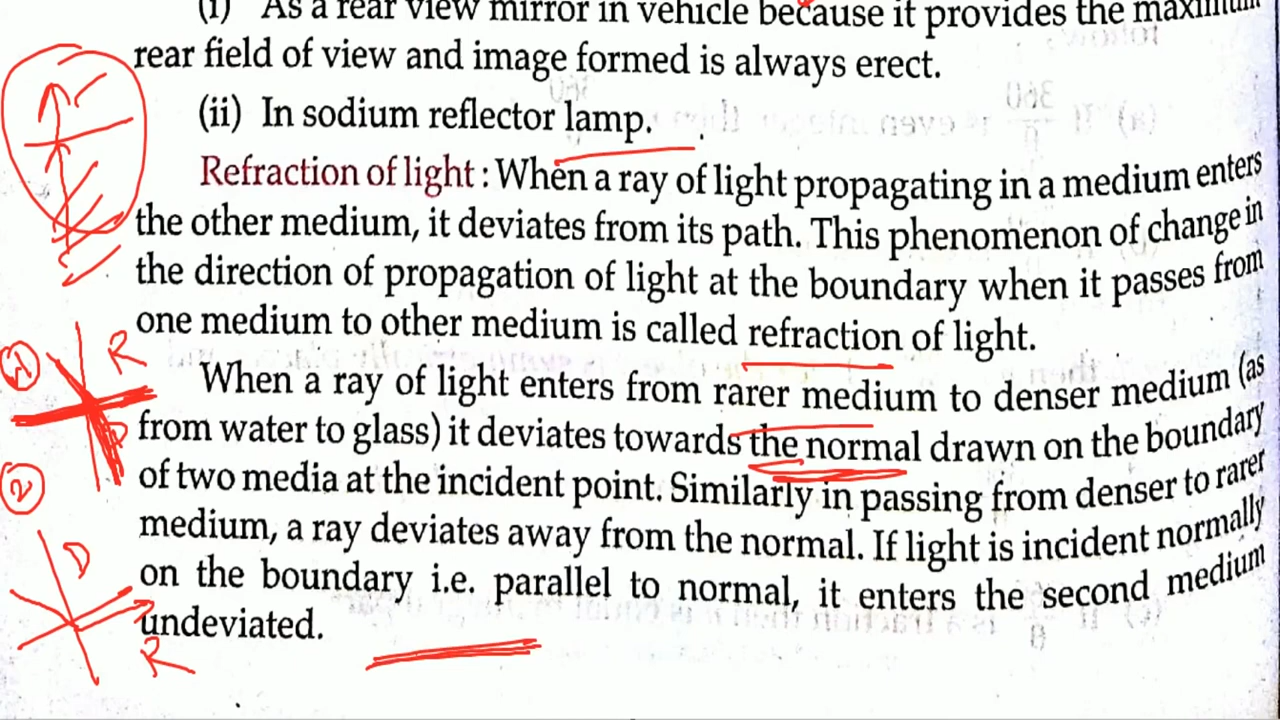 (i) As a rear view mirror in vehicle because it provides the maximum
rear field of view and image formed is always erect.
(ii) In sodium reflector lamp.
Refraction of light : When a ray of light propagating in a medium enters
the other medium, it deviates from its path. This phenomenon of change in
the direction of propagation of light at the boundary when it passes from
one medium to other medium is called refraction of light.
When a ray of light enters from rarer medium to denser medium (as
from water to glass) it deviates towards the normal drawn on the boundary
of two media at the incident point. Similarly in passing from denser to rarer
medium, a ray deviates away from the normal. If light is incident normally
on the boundary i.e. parallel to normal, it enters the second medium
undeviated.
R
D
2
D
R